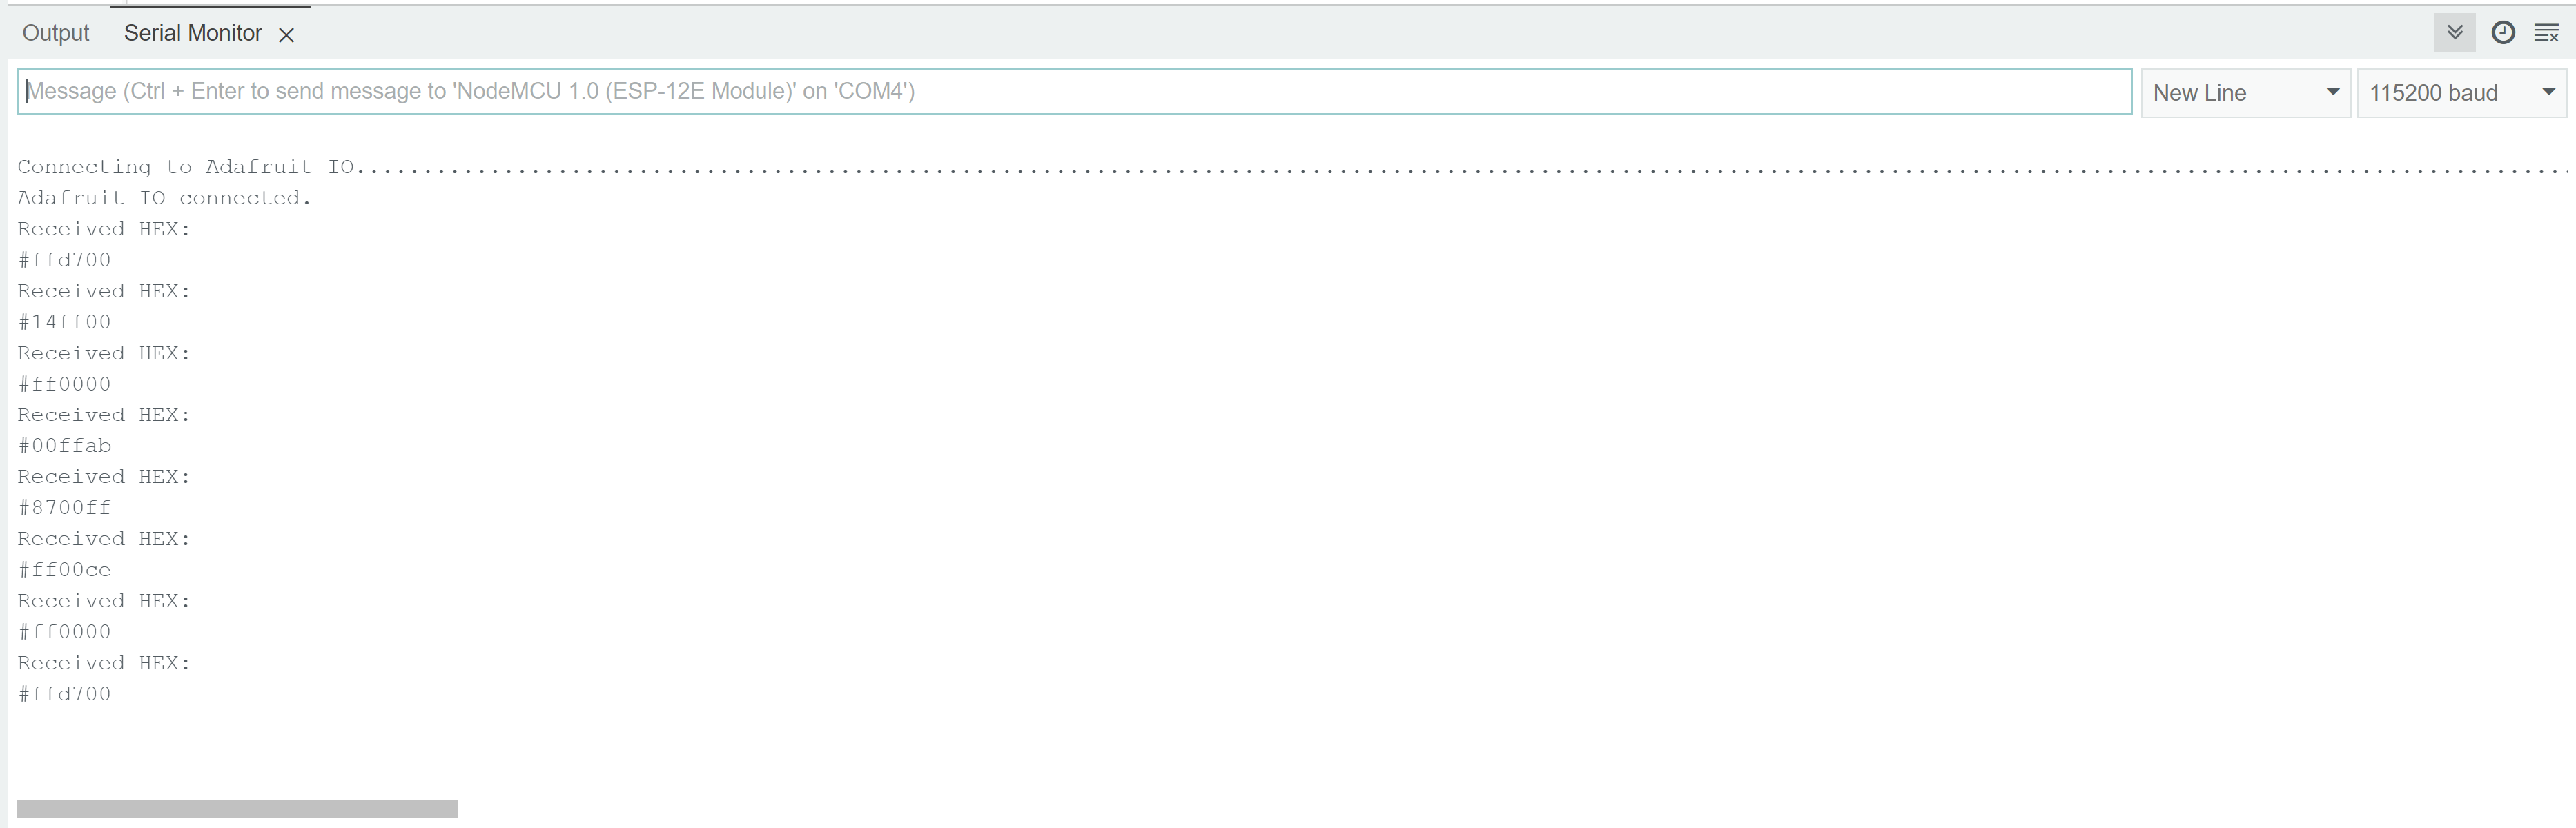 Output Serial Monitor
Message (Ctrl + Enter to send message to 'NodeMCU 1.0 (ESP-12E Module)' on 'COM4') New Line 115200 baud
Connecting to Adafruit IO....................................................................................................................................................................
Adafruit IO connected.
Received HEX:
#ffd700
Received HEX:
#14ff00
Received HEX:
#ff0000
Received HEX:
#00ffab
Received HEX:
#8700ff
Received HEX:
#ff00ce
Received HEX:
#ff0000
Received HEX:
#ffd700